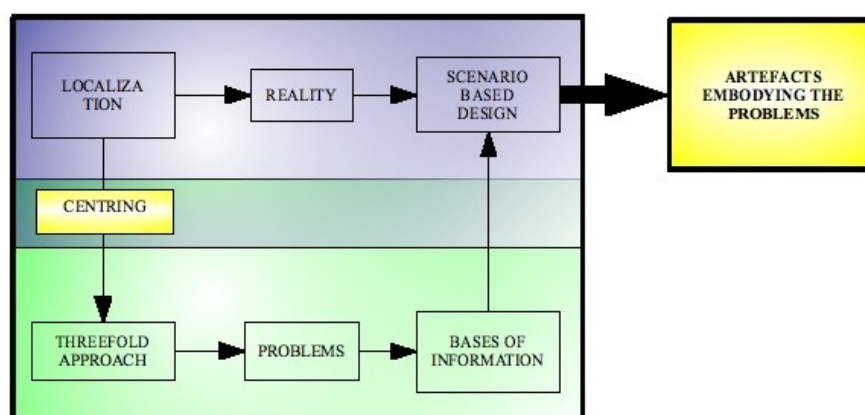 LOCALIZA
TION
REALITY
SCENARIO
BASED
DESIGN
ARTEFACTS
EMBODYING THE
PROBLEMS
CENTRING
THREEFOLD
APPROACH
PROBLEMS
BASES OF
INFORMATION